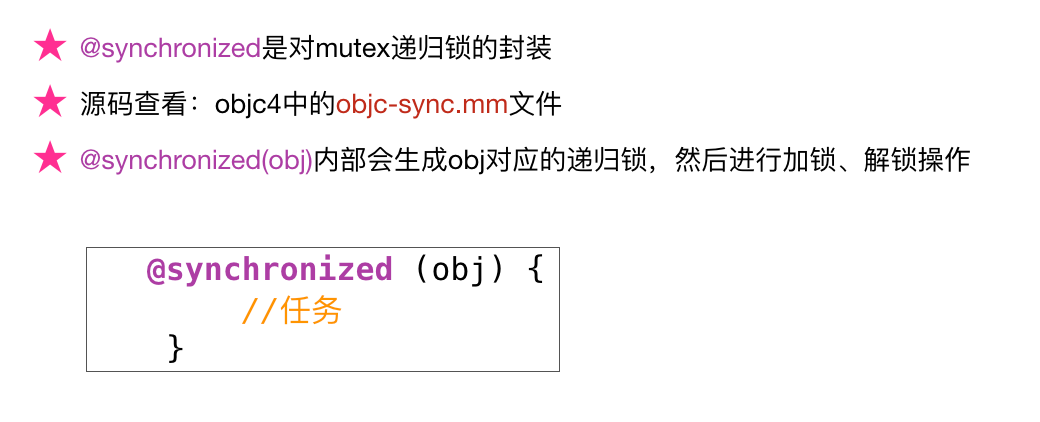 @synchronized是对mutex递归锁的封装
源码查看：objc4中的objc-sync.mm文件
@synchronized(obj)内部会生成obj对应的递归锁，然后进行加锁、解锁操作
@synchronized (obj) {
//任务
}